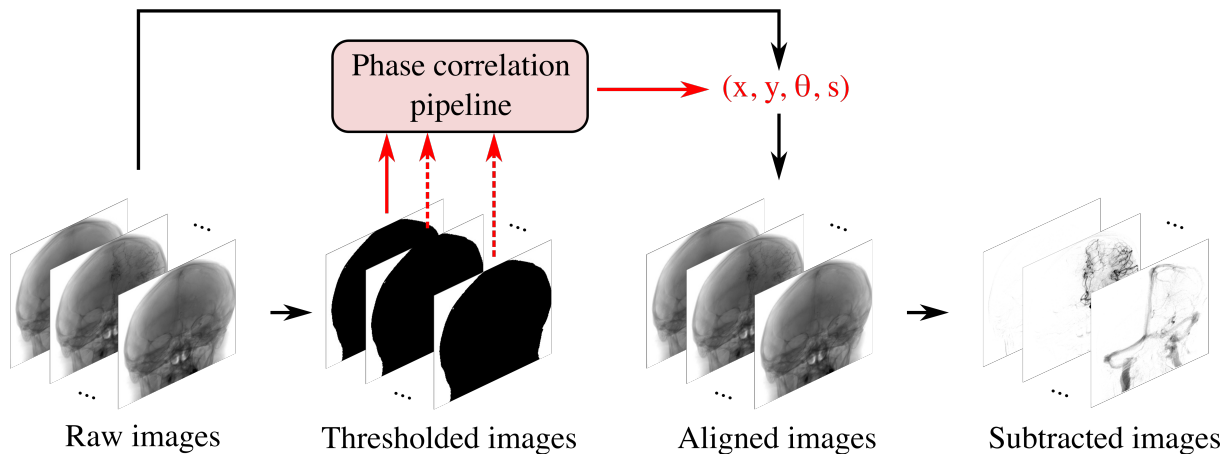 Phase correlation
pipeline
(x, y, θ, s)
...
...
...
...
...
...
Raw images
Thresholded images
Aligned images
Subtracted images